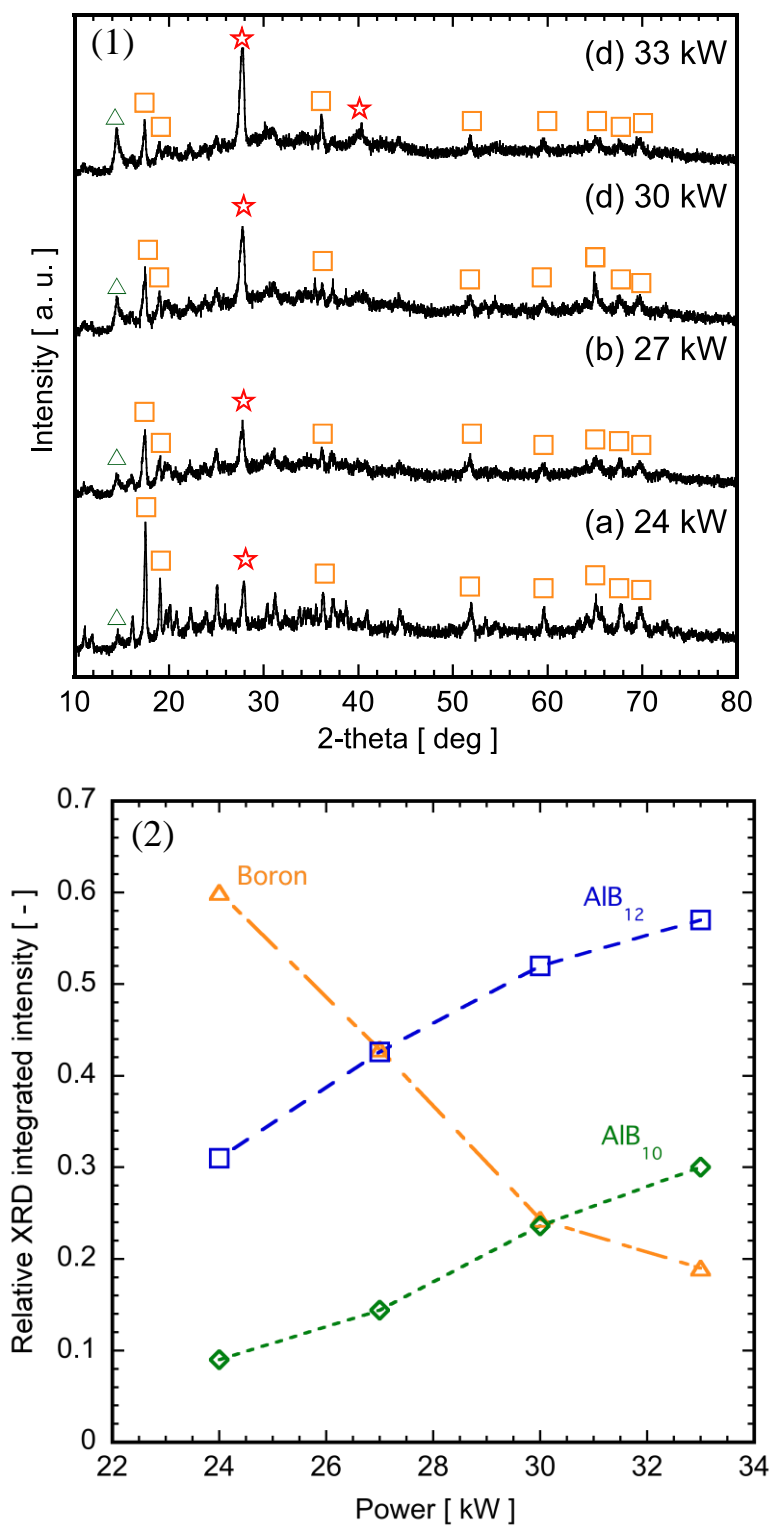 (1)
(d) 33 kW
(d) 30 kW
(b) 27 kW
(a) 24 kW
Intensity [ a. u. ]
10 20 30 40 50 60 70 80
2-theta [ deg ]
(2)
0.7
0.6
0.5
0.4
0.3
0.2
0.1
0
Relative XRD integrated intensity [ - ]
Boron
AlB12
AlB10
22 24 26 28 30 32 34
Power [ kW ]